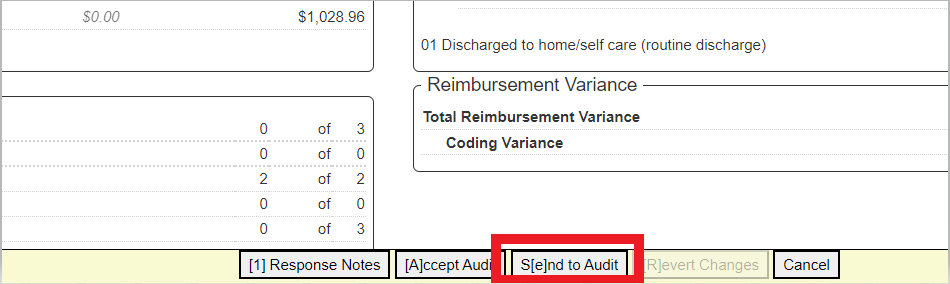 $0.00 $1,028.96
01 Discharged to home/self care (routine discharge)
Reimbursement Variance
Total Reimbursement Variance
Coding Variance
0 of 3
0 of 0
2 of 2
0 of 0
0 of 3
[1] Response Notes [A]ccept Audi S[e]nd to Audit R]evert Changes Cancel